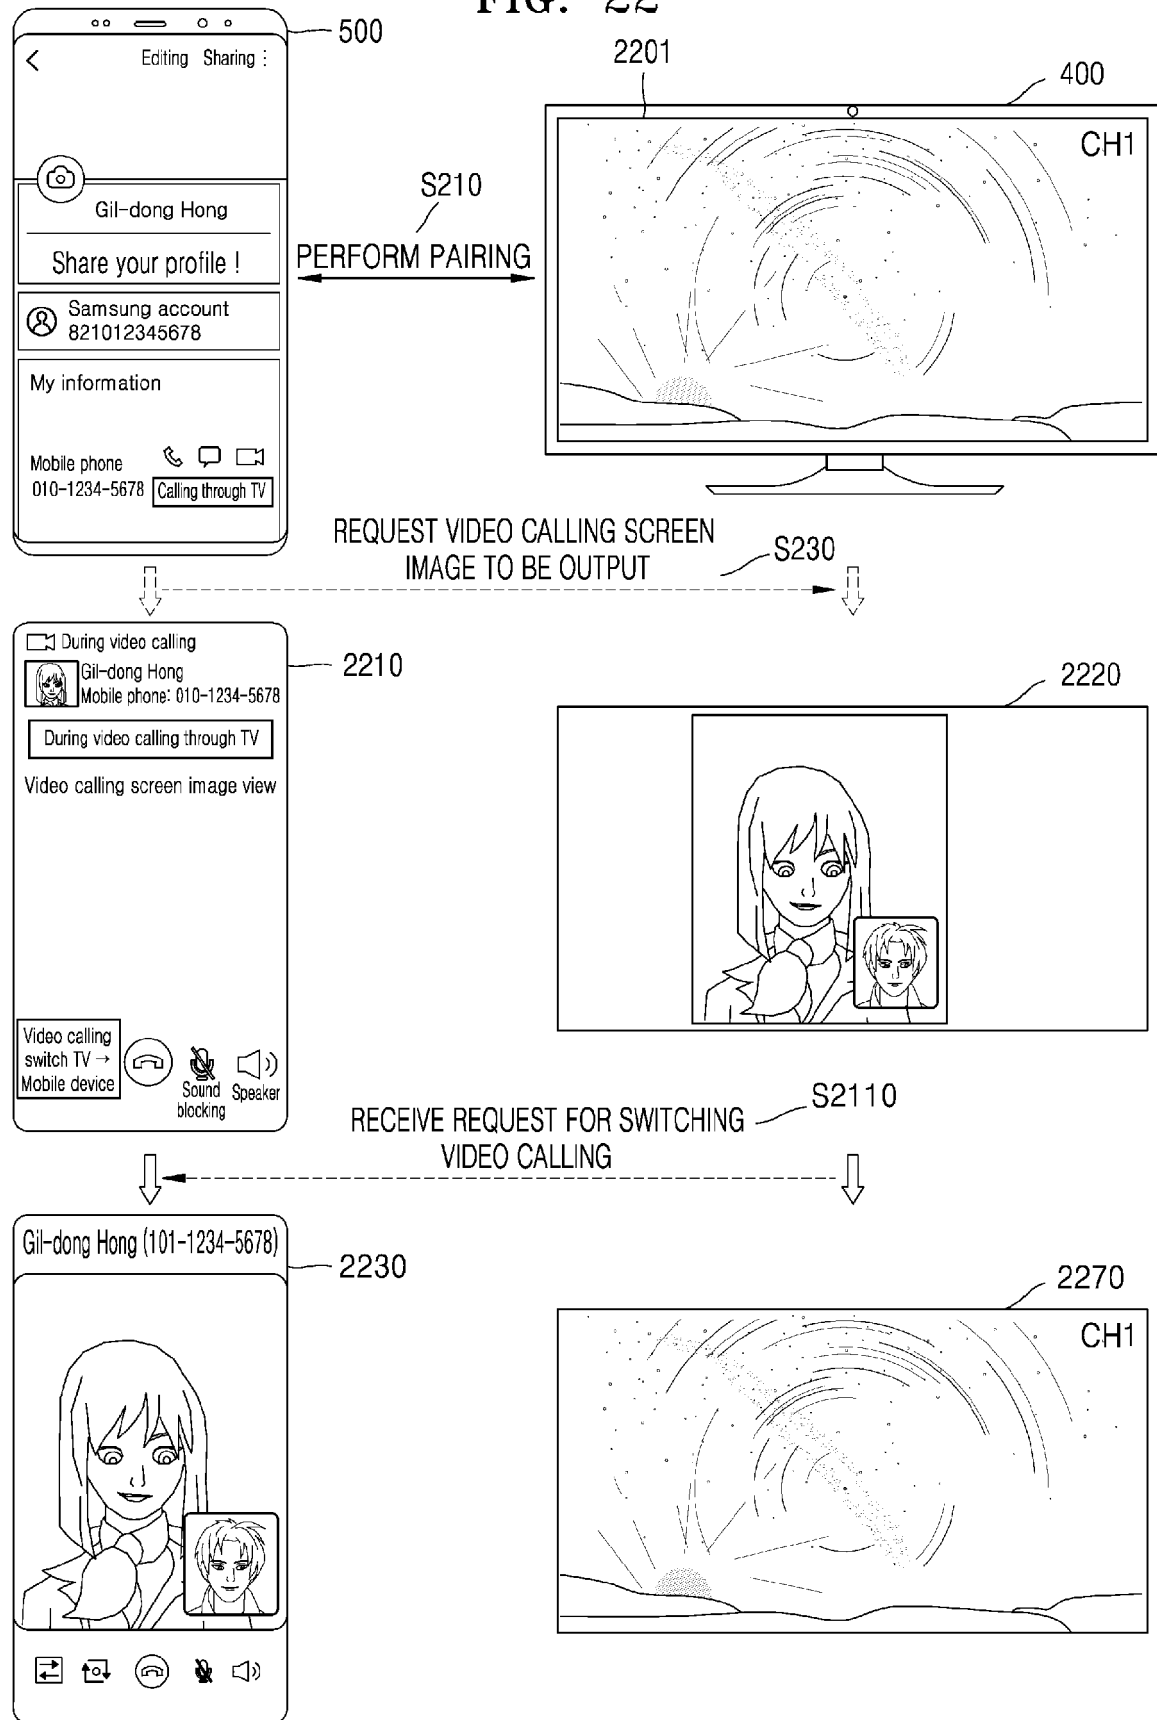 FIG. 22
500
Editing Sharing
Gil-dong Hong
Share your profile !
Samsung account
821012345678
My information
Mobile phone
010-1234-5678
Calling through TV
S210
PERFORM PAIRING
2201
400
CH1
REQUEST VIDEO CALLING SCREEN
IMAGE TO BE OUTPUT
S230
During video calling
Gil-dong Hong
Mobile phone: 010-1234-5678
2210
During video calling through TV
Video calling screen image view
Video calling
switch TV →
Mobile device
Sound
blocking
Speaker
2220
RECEIVE REQUEST FOR SWITCHING
VIDEO CALLING
S2110
Gil-dong Hong (101-1234-5678)
2230
2270
CH1